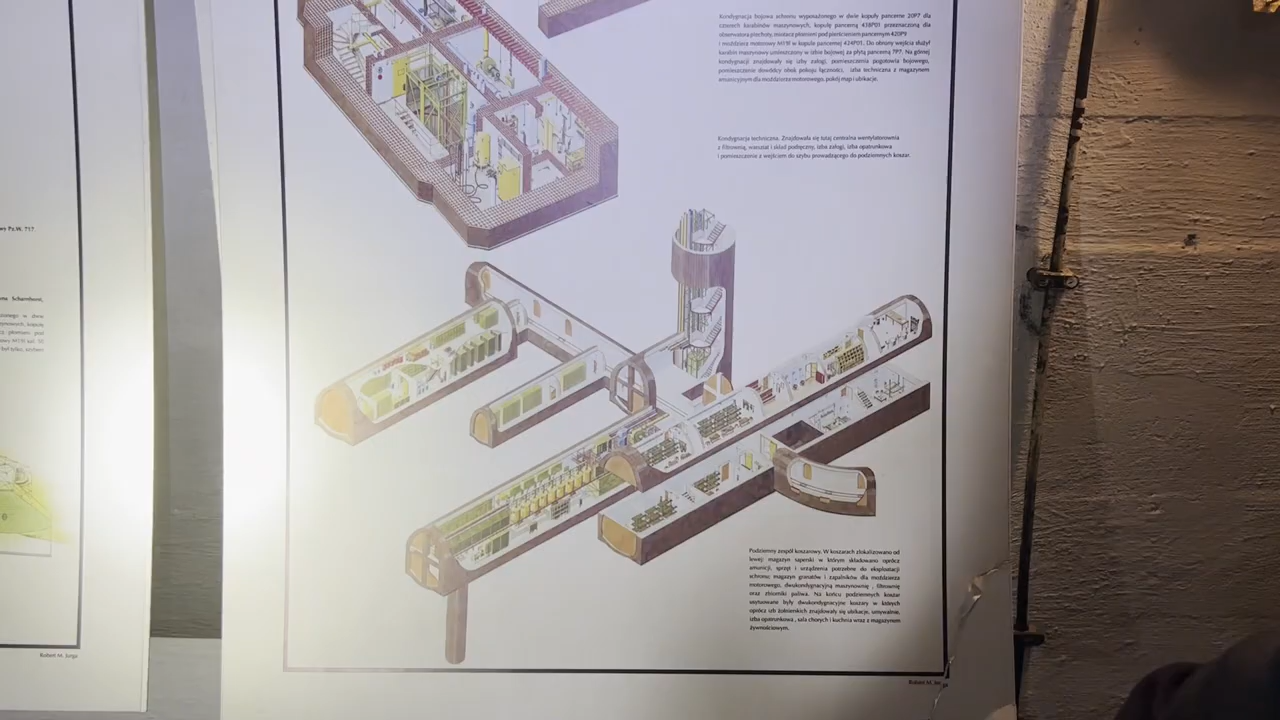 Kondygnacja bojowa schronu wyposażonego w dwie kopuły pancerne 20P7 dla
czterech karabinów maszynowych, kopułę pancerną 438P01 przeznaczoną dla
obserwatora piechoty, miotacz płomieni pod pierścieniem pancernym 420P9
i moździerz motorowy M19f w kopule pancernej 424P01. Do obrony wejścia służył
karabin maszynowy umieszczony w izbie bojowej za płytą pancerną 7P7. Na górnej
kondygnacji znajdowały się izby załogi, pomieszczenia pogotowia bojowego,
pomieszczenie dowódcy obok pokoju łączności, izba techniczna z magazynem
amunicyjnym dla moździerza motorowego, pokój map i ubikacje.
Kondygnacja techniczna. Znajdowała się tutaj centralna wentylatorownia
z filtrownią, warsztat i skład podręczny, izba załogi, izba opatrunkowa
i pomieszczenie z wejściem do szybu prowadzącego do podziemnych koszar.
Podziemny zespół koszarowy. W koszarach zlokalizowano od
lewej: magazyn saperski w którym składowano oprócz
amunicji, sprzęt i urządzenia potrzebne do eksploatacji
schronu; magazyn granatów i zapalników dla moździerza
motorowego, dwukondygnacyjną maszynownię, filtrownię
oraz zbiorniki paliwa. Na końcu podziemnych koszar
usytuowane były dwukondygnacyjne koszary w których
oprócz izb żołnierskich znajdowały się ubikacje, umywalnie,
izba opatrunkowa, sala chorych i kuchnia wraz z magazynem
żywnościowym.
Robert M. Jurga
wy Pz.W. 717.
Scharnhorst,
Robert M.